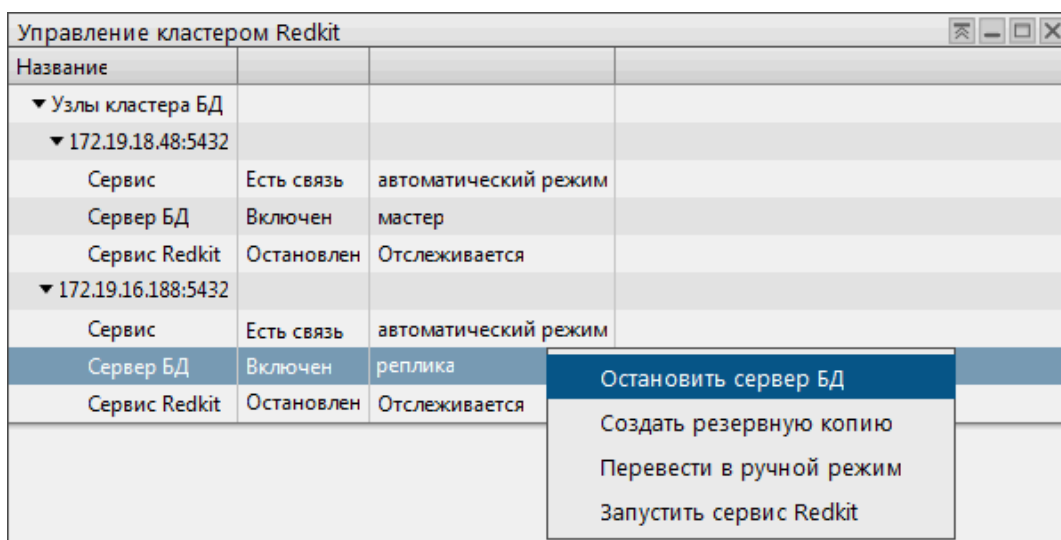 Управление кластером Redkit
Название
Узлы кластера БД
172.19.18.48:5432
Сервис Есть связь автоматический режим
Сервер БД Включен мастер
Сервис Redkit Остановлен Отслеживается
172.19.16.188:5432
Сервис Есть связь автоматический режим
Сервер БД Включен реплика
Сервис Redkit Остановлен Отслеживается
Остановить сервер БД
Создать резервную копию
Перевести в ручной режим
Запустить сервис Redkit